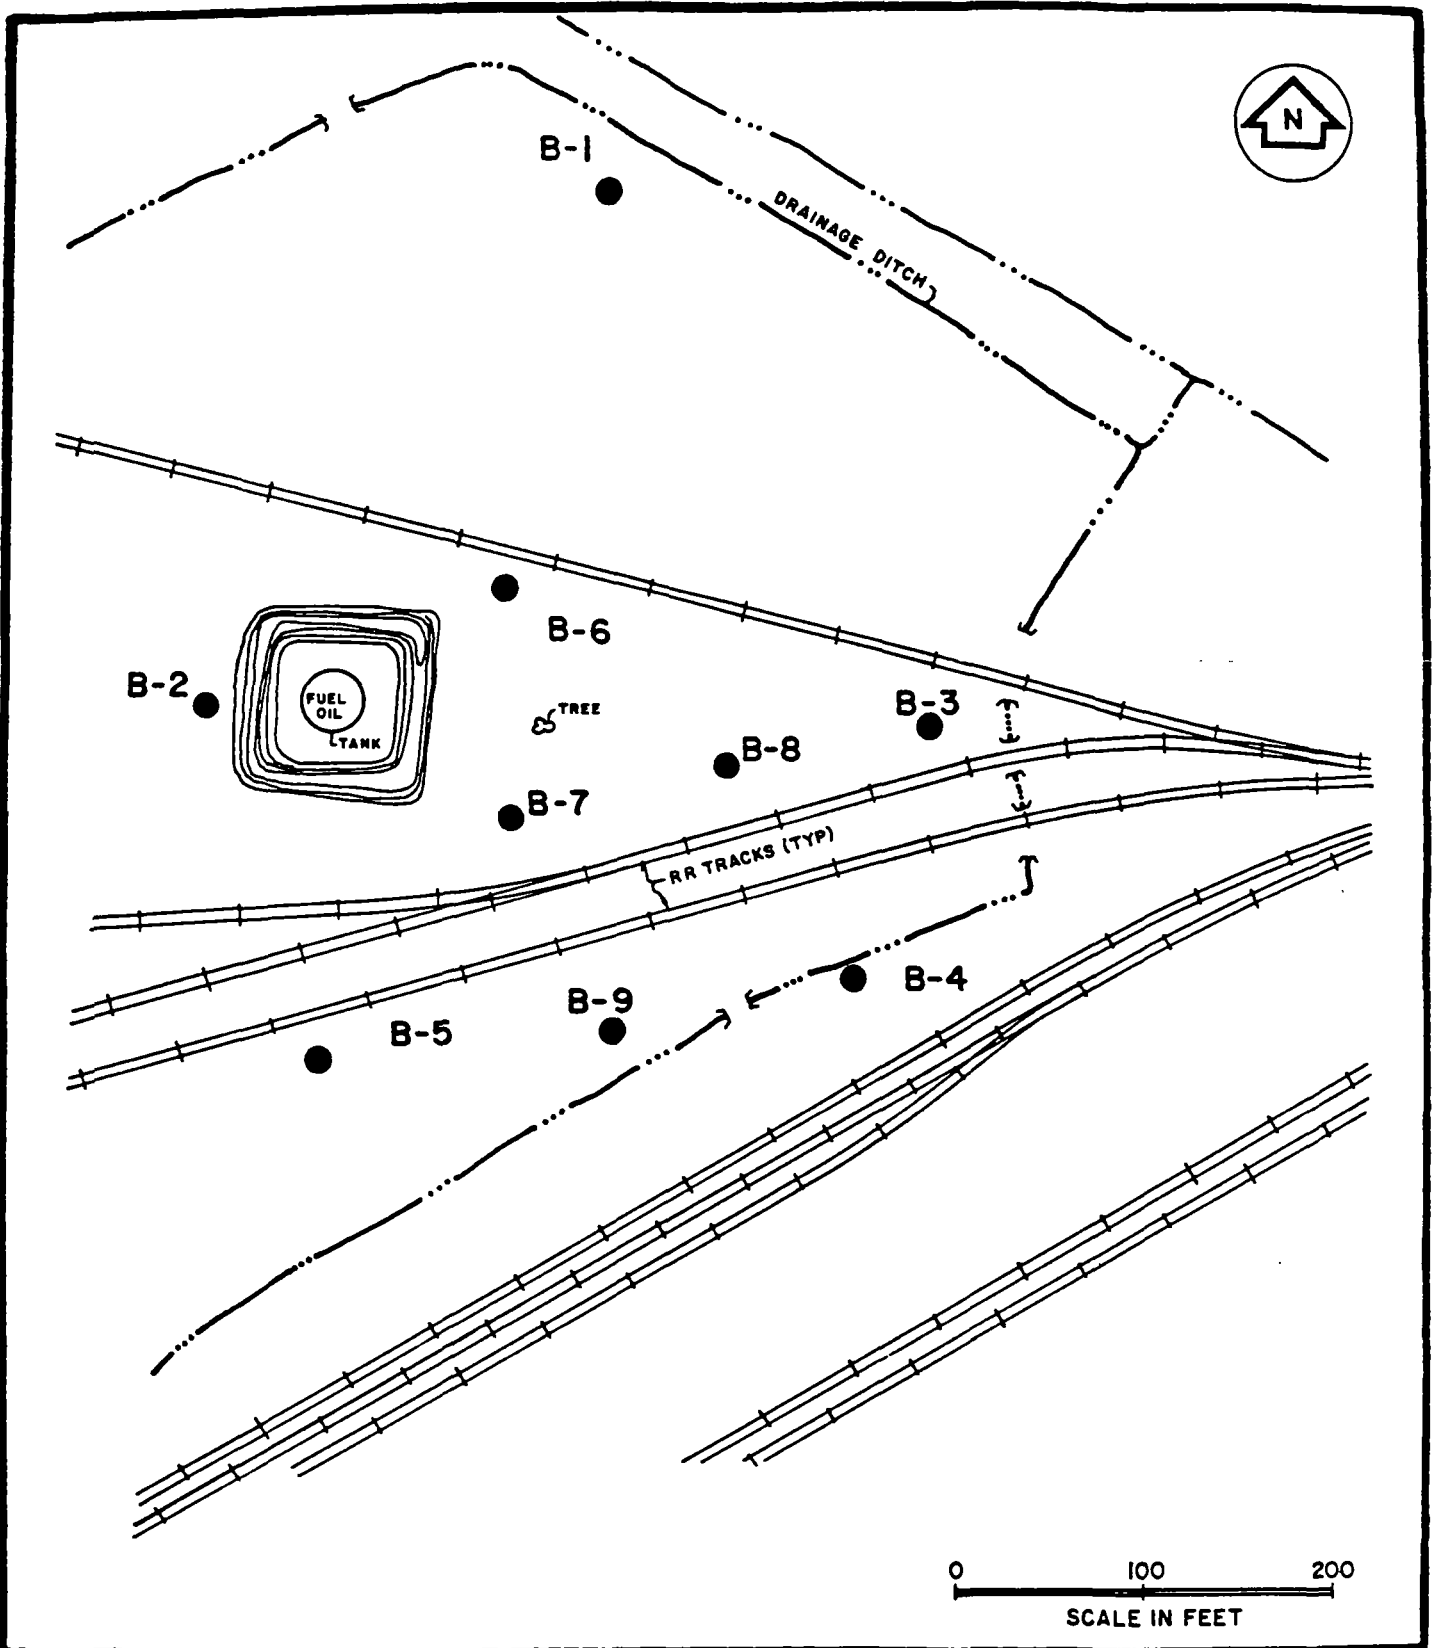 N
B-1
DRAINAGE DITCH
B-6
B-2
FUEL
OIL
TANK
TREE
B-3
B-8
B-7
RR TRACKS (TYP)
B-4
B-9
B-5
0 100 200
SCALE IN FEET